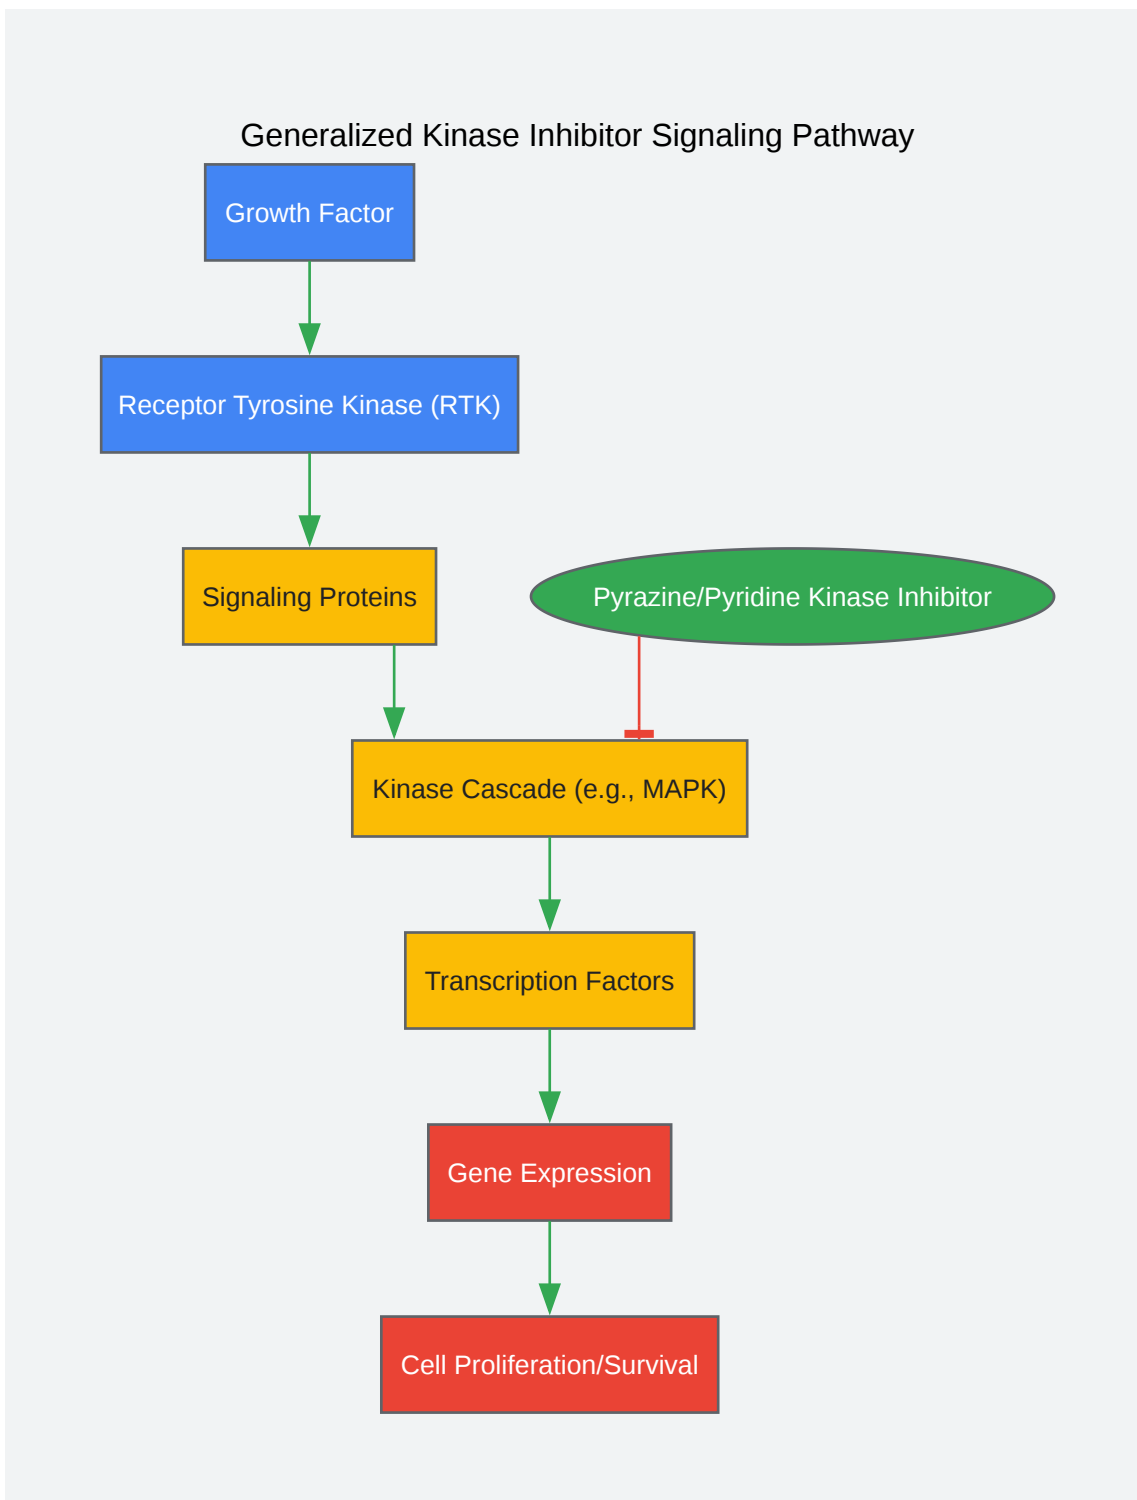 Generalized Kinase Inhibitor Signaling Pathway
Growth Factor
Receptor Tyrosine Kinase (RTK)
Signaling Proteins
Pyrazine/Pyridine Kinase Inhibitor
Kinase Cascade (e.g., MAPK)
Transcription Factors
Gene Expression
Cell Proliferation/Survival